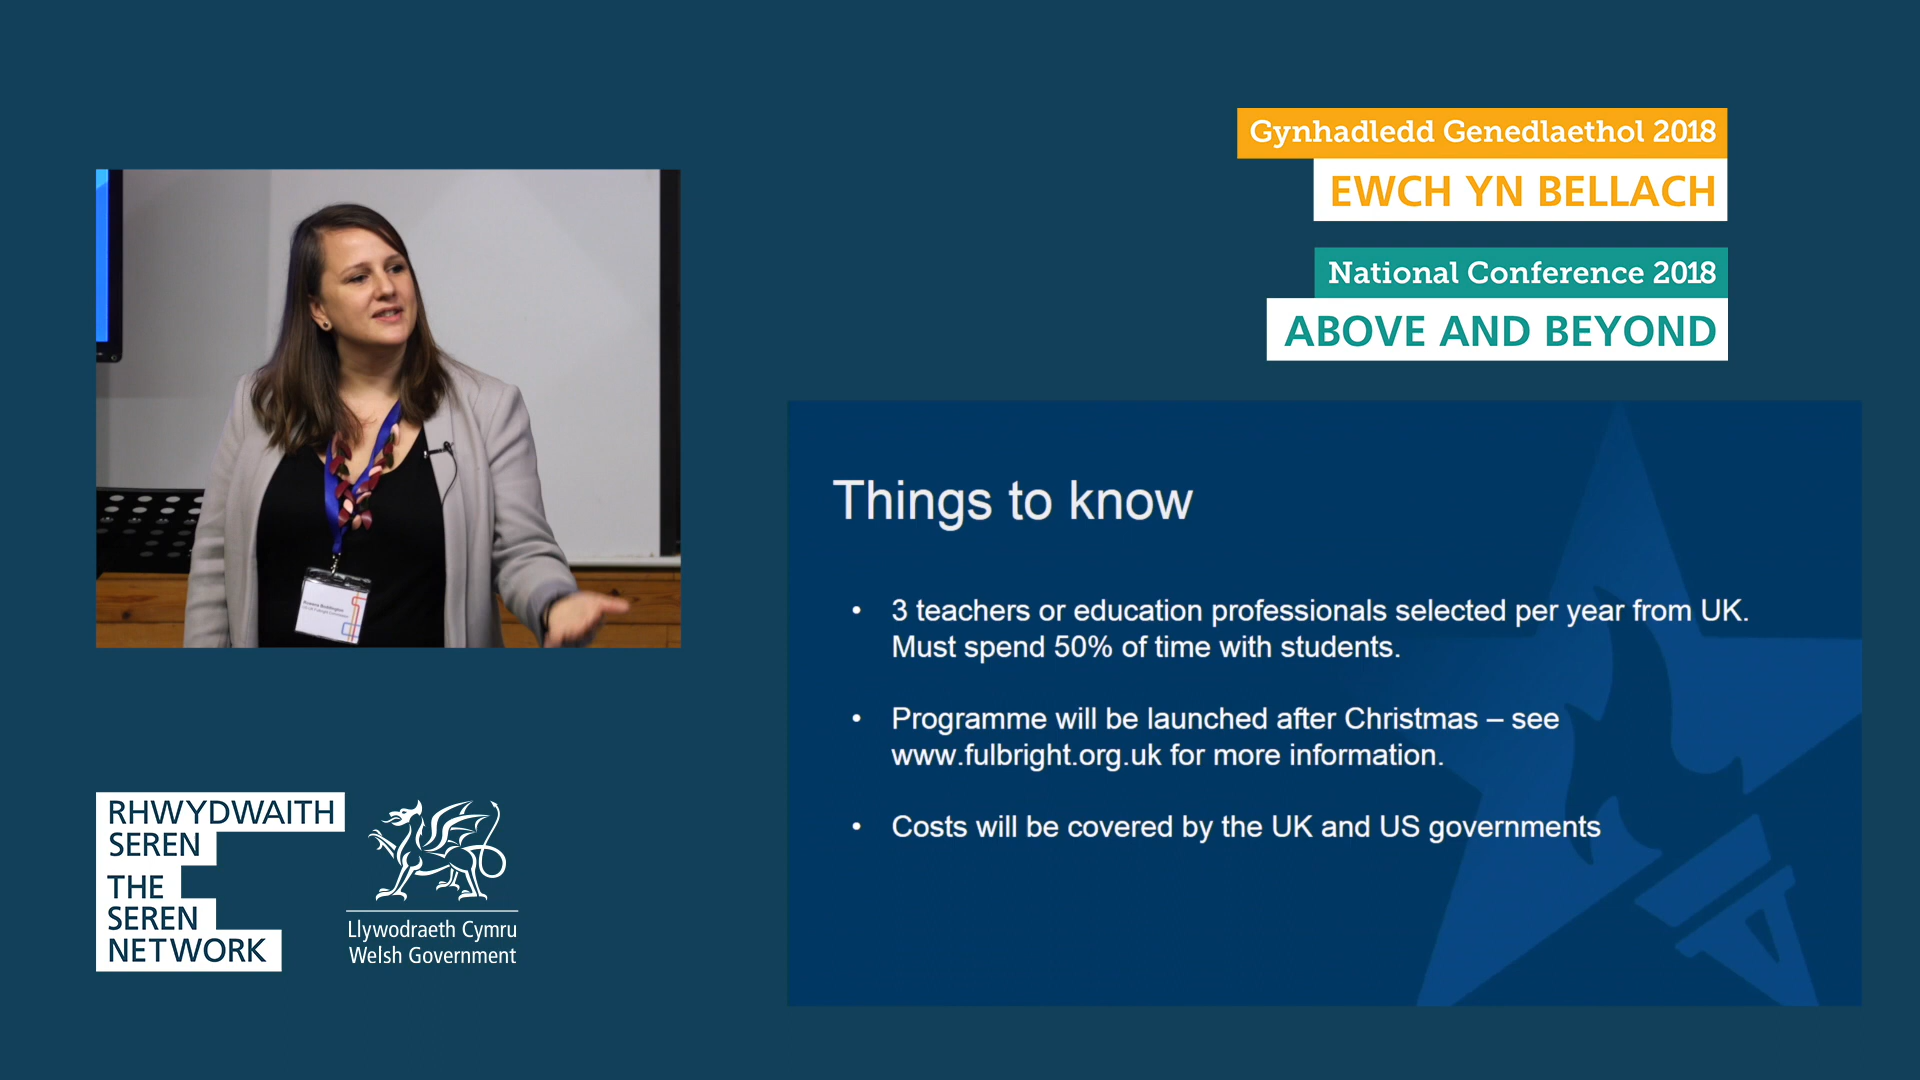 Gynhadledd Genedlaethol 2018
EWCH YN BELLACH
National Conference 2018
ABOVE AND BEYOND
Things to know
• 3 teachers or education professionals selected per year from UK.
Must spend 50% of time with students.
• Programme will be launched after Christmas – see
www.fulbright.org.uk for more information.
• Costs will be covered by the UK and US governments
RHWYDWAITH
SEREN
THE
SEREN
NETWORK
Llywodraeth Cymru
Welsh Government